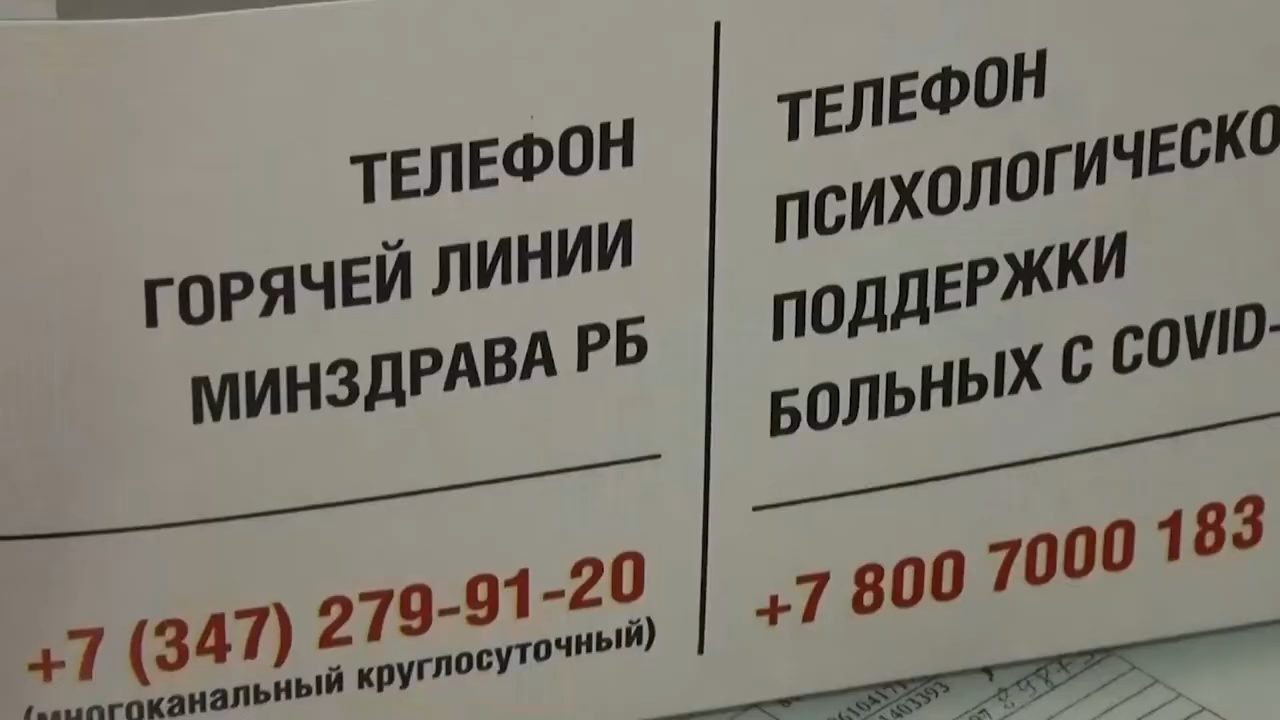 ТЕЛЕФОН
ГОРЯЧЕЙ ЛИНИИ
МИНЗДРАВА РБ
+7 (347) 279-91-20
(многоканальный круглосуточный)
ТЕЛЕФОН
ПСИХОЛОГИЧЕСКО
ПОДДЕРЖКИ
БОЛЬНЫХ С COVID-
+7 800 7000 183